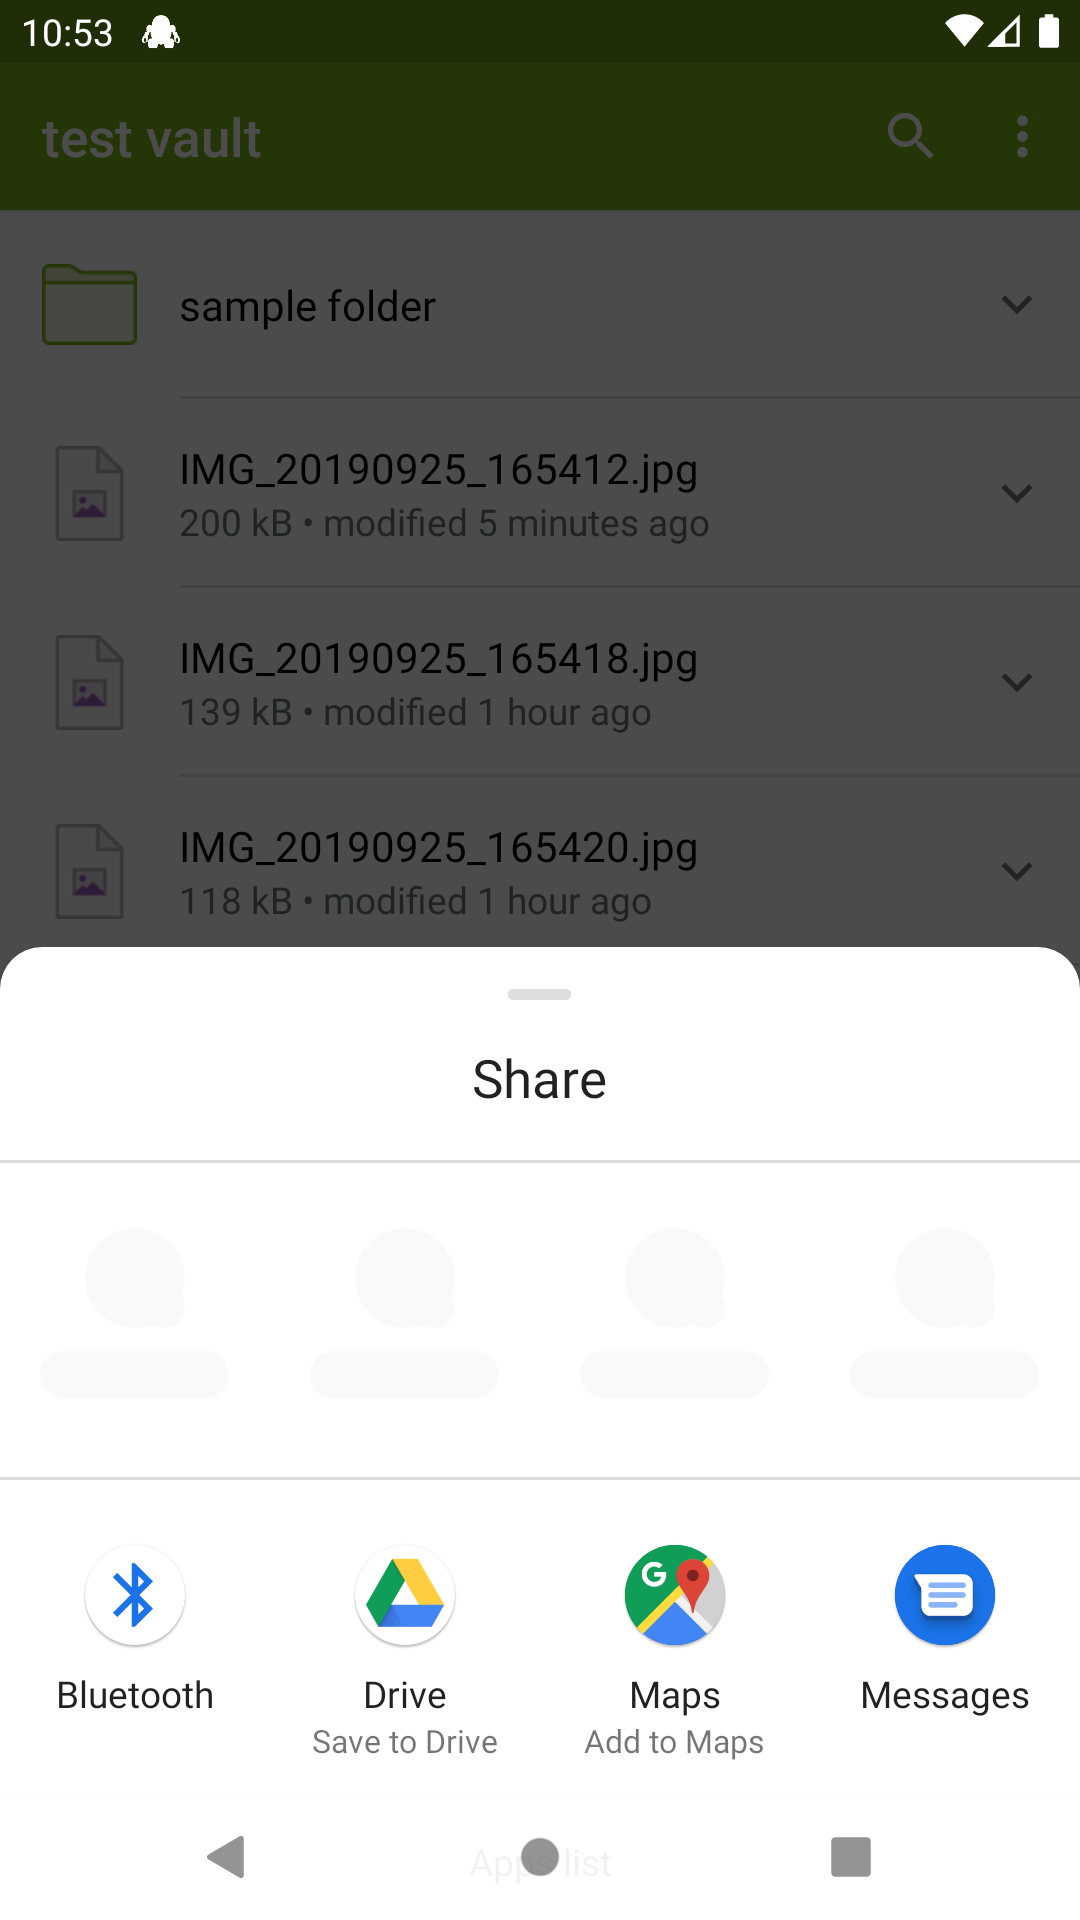 10:53
test vault
sample folder
IMG_20190925_165412.jpg
200 kB • modified 5 minutes ago
IMG_20190925_165418.jpg
139 kB • modified 1 hour ago
IMG_20190925_165420.jpg
118 kB • modified 1 hour ago
Share
G
Bluetooth
Drive
Maps
Messages
Save to Drive
Add to Maps
Apps list